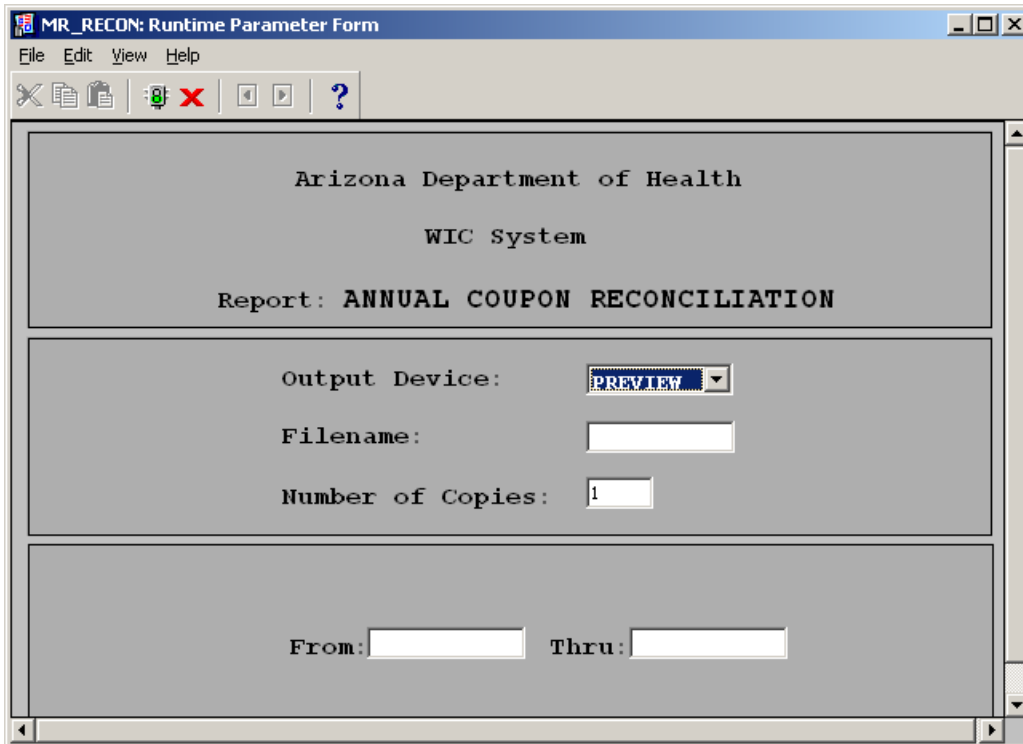 MR_RECON: Runtime Parameter Form
File Edit View Help
?
Arizona Department of Health
WIC System
Report: ANNUAL COUPON RECONCILIATION
Output Device: PREVIEW
Filename:
Number of Copies: 1
From: Thru: